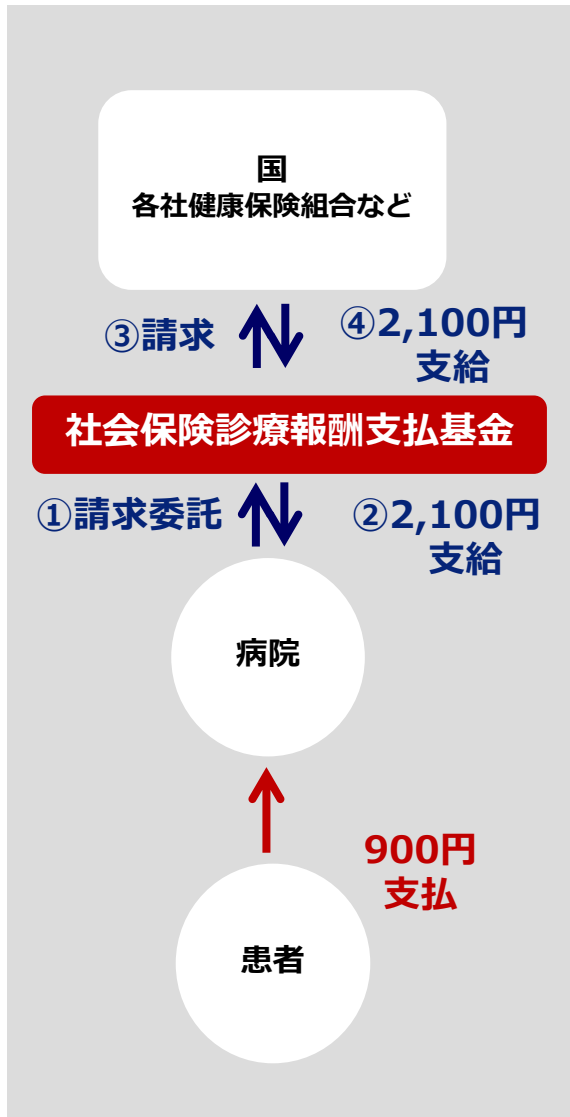 国
各社健康保険組合など
③請求
④2,100円
支給
社会保険診療報酬支払基金
①請求委託
②2,100円
支給
病院
900円
支払
患者